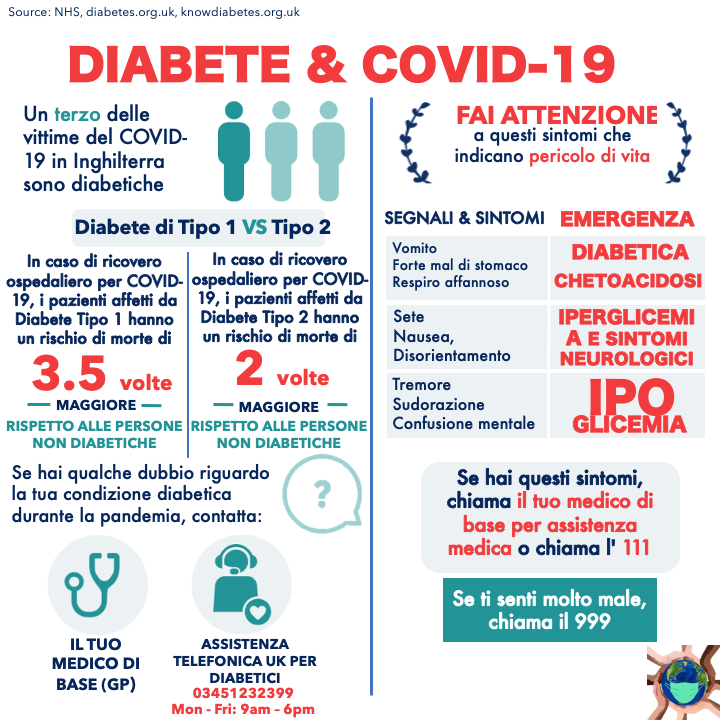 Source: NHS, diabetes.org.uk, knowdiabetes.org.uk
DIABETE & COVID-19
Un terzo delle
vittime del COVID-
19 in Inghilterra
sono diabetiche
Diabete di Tipo 1 VS Tipo 2
In caso di ricovero
ospedaliero per COVID-
19, i pazienti affetti da
Diabete Tipo 1 hanno
un rischio di morte di
3.5 volte
MAGGIORE
RISPETTO ALLE PERSONE
NON DIABETICHE
In caso di ricovero
ospedaliero per COVID-
19, i pazienti affetti da
Diabete Tipo 2 hanno
un rischio di morte di
2 volte
MAGGIORE
RISPETTO ALLE PERSONE
NON DIABETICHE
Se hai qualche dubbio riguardo
la tua condizione diabetica
durante la pandemia, contatta:
?
IL TUO
MEDICO DI
BASE (GP)
ASSISTENZA
TELEFONICA UK PER
DIABETICI
03451232399
Mon - Fri: 9am – 6pm
FAI ATTENZIONE
a questi sintomi che
indicano pericolo di vita
SEGNALI & SINTOMI
EMERGENZA
Vomito
Forte mal di stomaco
Respiro affannoso
DIABETICA
CHETOACIDOSI
Sete
Nausea,
Disorientamento
IPERGLICEMI
A E SINTOMI
NEUROLOGICI
Tremore
Sudorazione
Confusione mentale
IPO
GLICEMIA
Se hai questi sintomi,
chiama il tuo medico di
base per assistenza
medica o chiama l' 111
Se ti senti molto male,
chiama il 999